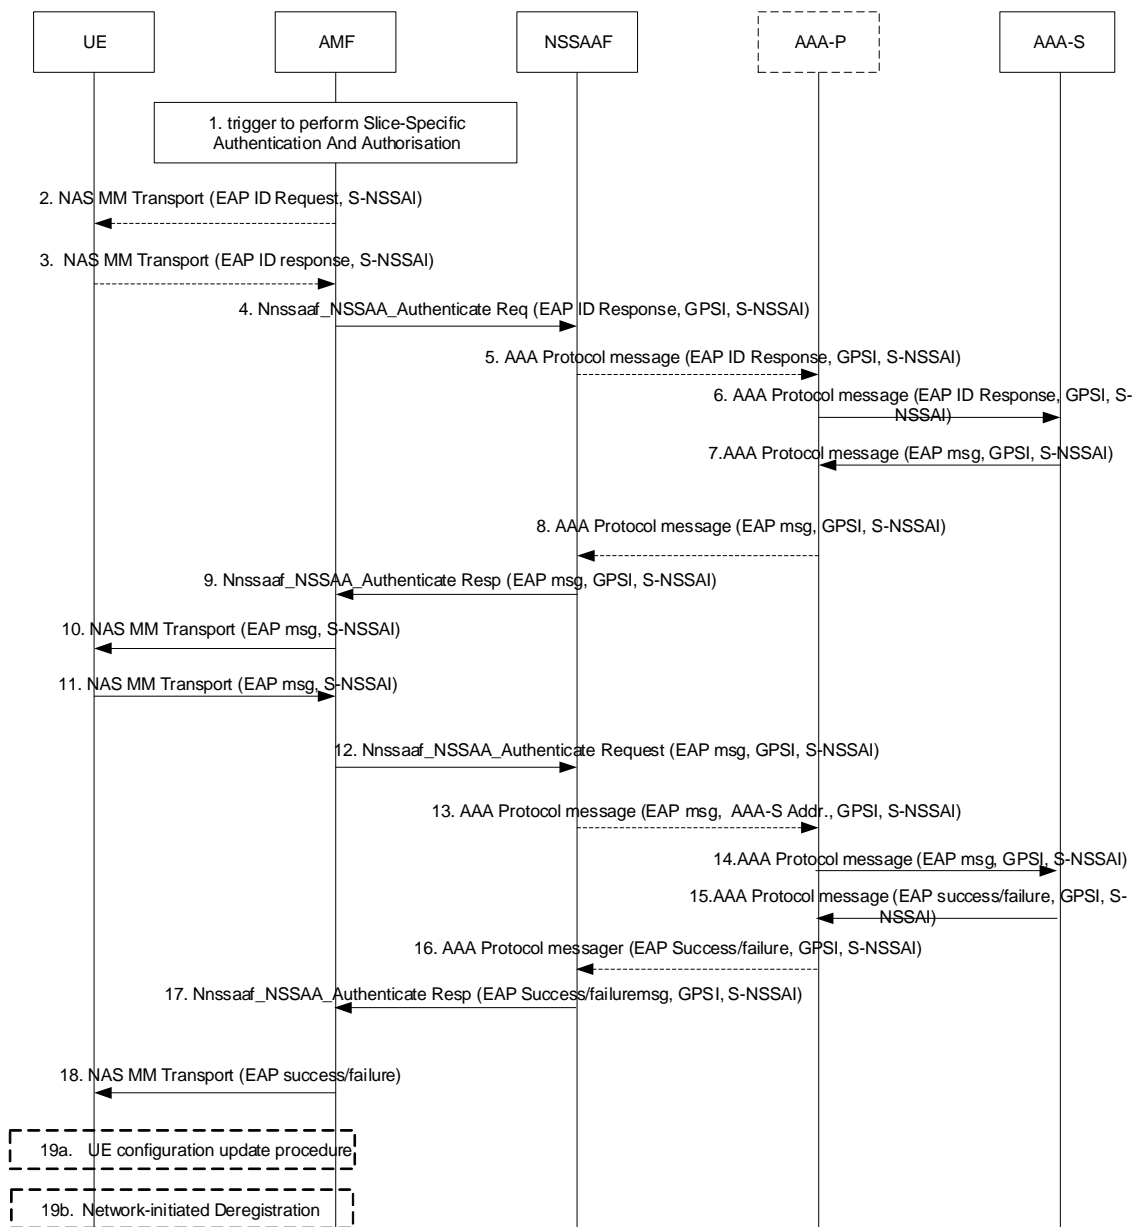 UE
AMF
NSSAAF
AAA-P
AAA-S
1. trigger to perform Slice-Specific
Authentication And Authorisation
2. NAS MM Transport (EAP ID Request, S-NSSAI)
3. NAS MM Transport (EAP ID response, S-NSSAI)
4. Nnssaaf_NSSAA_Authenticate Req (EAP ID Response, GPSI, S-NSSAI)
5. AAA Protocol message (EAP ID Response, GPSI, S-NSSAI)
6. AAA Protocol message (EAP ID Response, GPSI, S-
NSSAI)
7.AAA Protocol message (EAP msg, GPSI, S-NSSAI)
8. AAA Protocol message (EAP msg, GPSI, S-NSSAI)
9. Nnssaaf_NSSAA_Authenticate Resp (EAP msg, GPSI, S-NSSAI)
10. NAS MM Transport (EAP msg, S-NSSAI)
11. NAS MM Transport (EAP msg, S-NSSAI)
12. Nnssaaf_NSSAA_Authenticate Request (EAP msg, GPSI, S-NSSAI)
13. AAA Protocol message (EAP msg, AAA-S Addr., GPSI, S-NSSAI)
14.AAA Protocol message (EAP msg, GPSI, S-NSSAI)
15.AAA Protocol message (EAP success/failure, GPSI, S-
NSSAI)
16. AAA Protocol messager (EAP Success/failure, GPSI, S-NSSAI)
17. Nnssaaf_NSSAA_Authenticate Resp (EAP Success/failuremsg, GPSI, S-NSSAI)
18. NAS MM Transport (EAP success/failure)
19a. UE configuration update procedure
19b. Network-initiated Deregistration